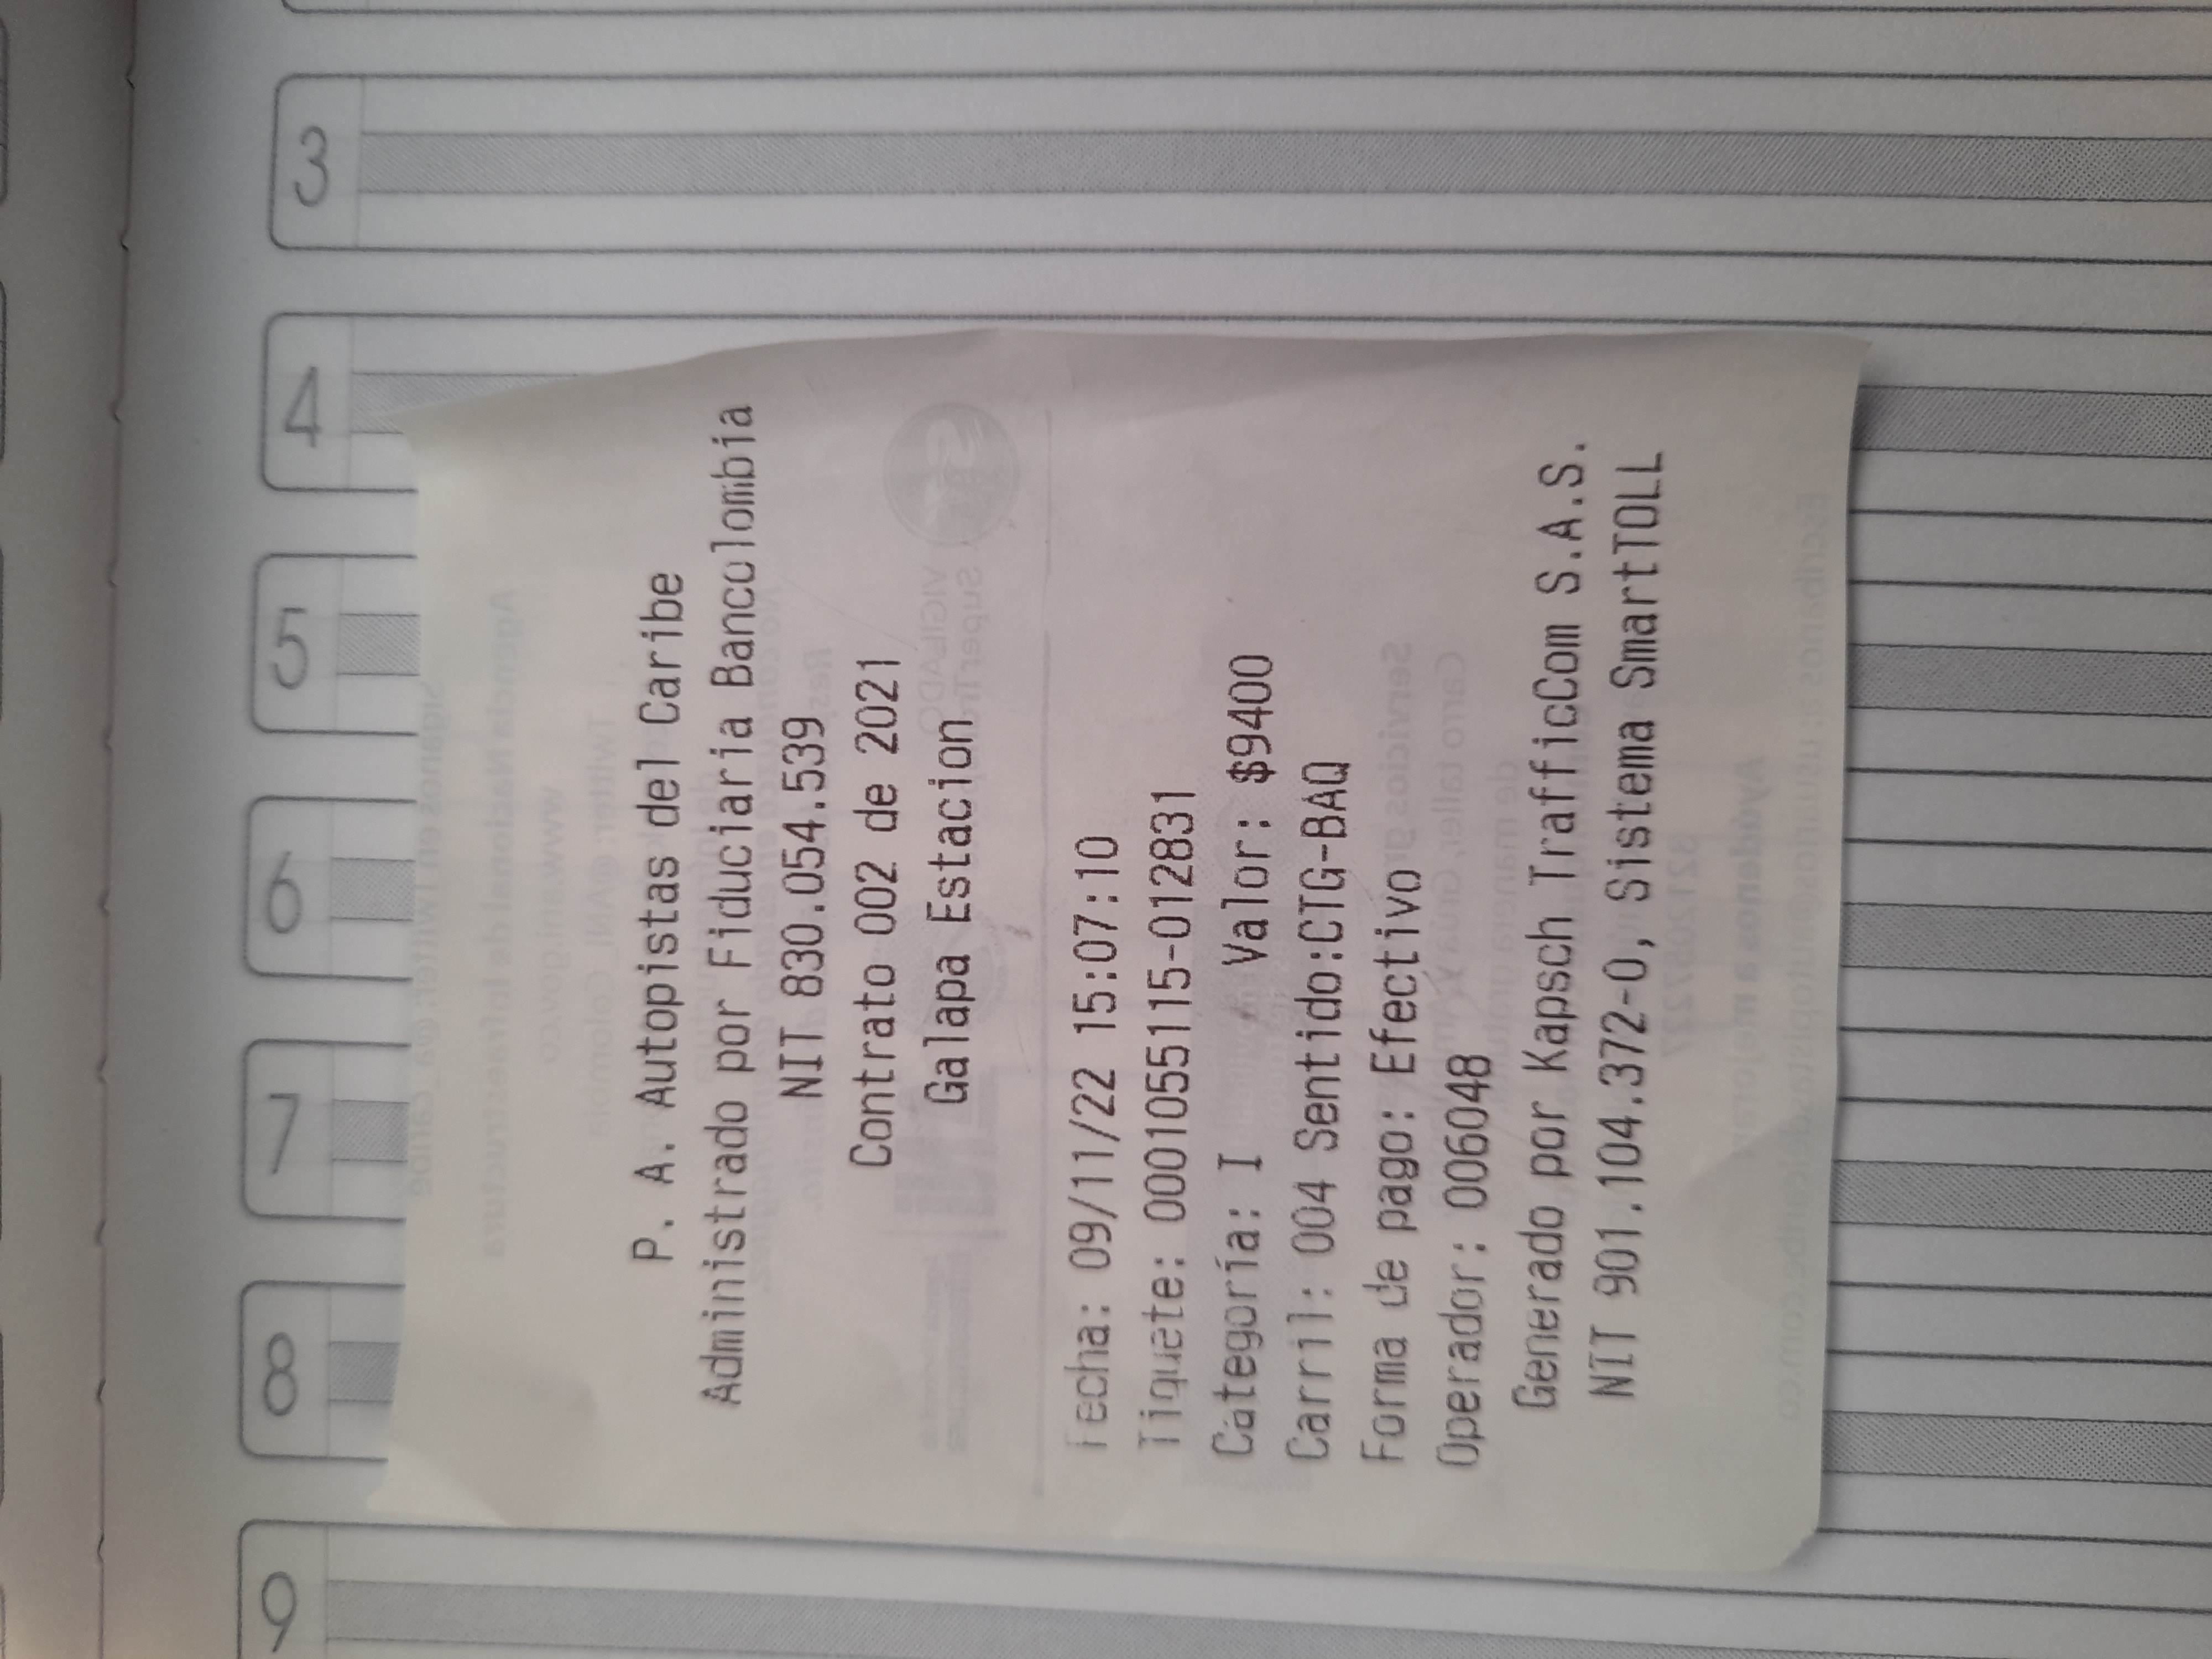 3
4
5
6
7
8
9
P. A. Autopistas del Caribe
Administrado por Fiduciaria Bancolombia
NIT 830.054.539
Contrato 002 de 2021
Galapa Estacion
Fecha: 09/11/22 15:07:10
Tiquete: 0001055115-012831
Categoría: I Valor: $9400
Carril: 004 Sentido:CTG-BAQ
Forma de pago: Efectivo
Operador: 006048
Generado por Kapsch TrafficCom S.A.S.
NIT 901.104.372-0, Sistema SmartTOLL